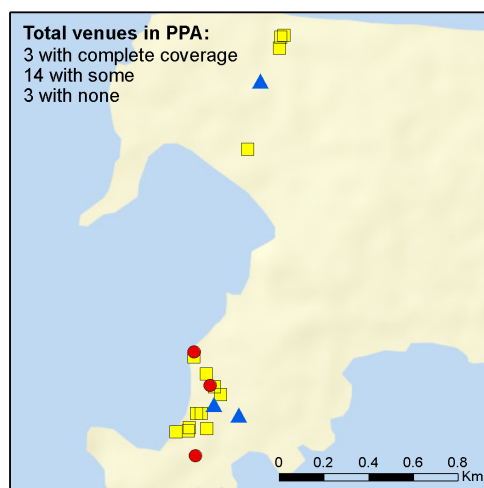 Total venues in PPA:
3 with complete coverage
14 with some
3 with none
0 0.2 0.4 0.6 0.8
Km